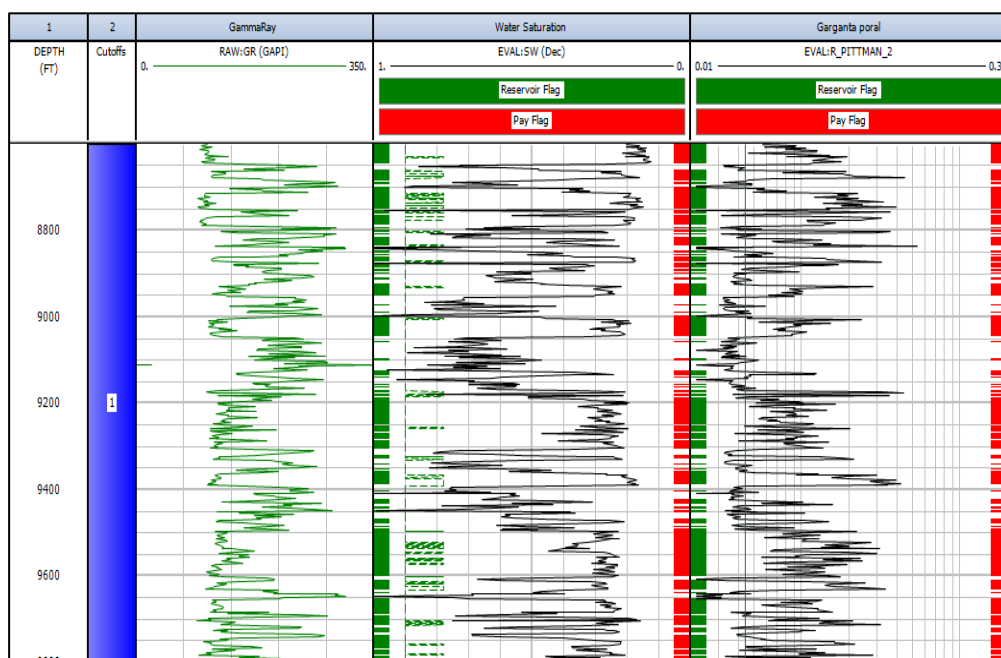 1 2 GammaRay Water Saturation Garganta poral
DEPTH (FT) Cutoffs RAW:GR (GAPI) EVAL:SW (Dec) EVAL:R_PITTMAN_2
0. 350. 1. 0. 0.01 0.3
Reservoir Flag Reservoir Flag
Pay Flag Pay Flag
8800
9000
9200
1
9400
9600